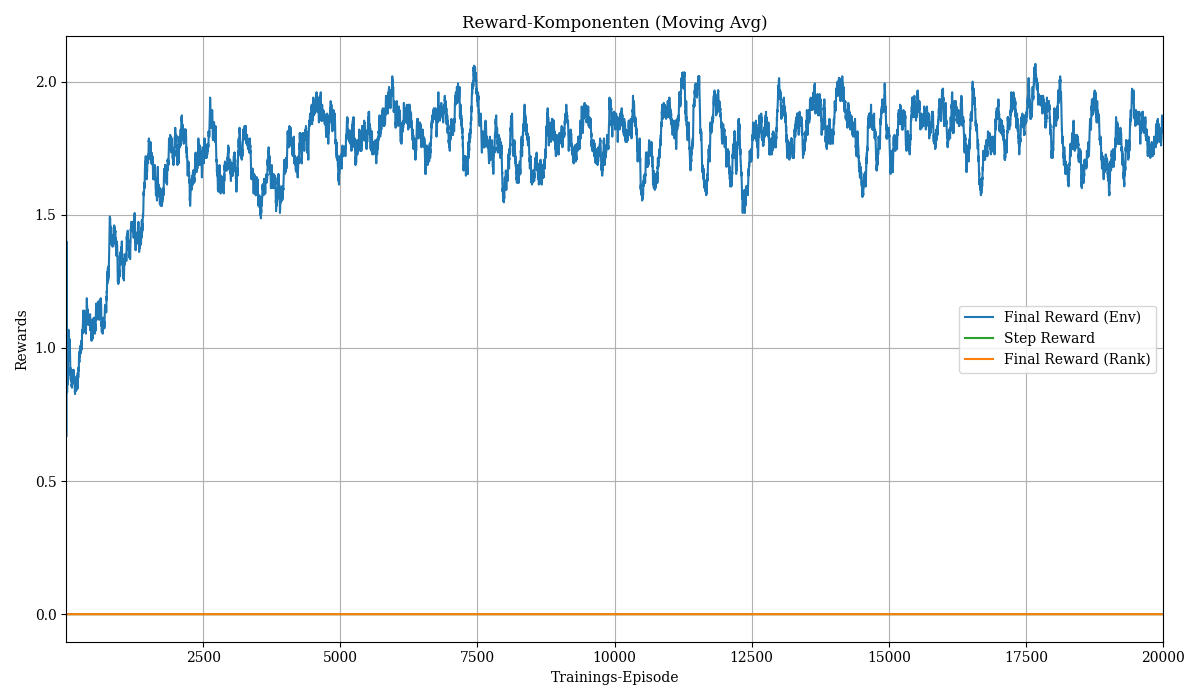 Reward-Komponenten (Moving Avg)
2.0
1.5
1.0
0.5
0.0
Rewards
Final Reward (Env)
Step Reward
Final Reward (Rank)
2500 5000 7500 10000 12500 15000 17500 20000
Trainings-Episode